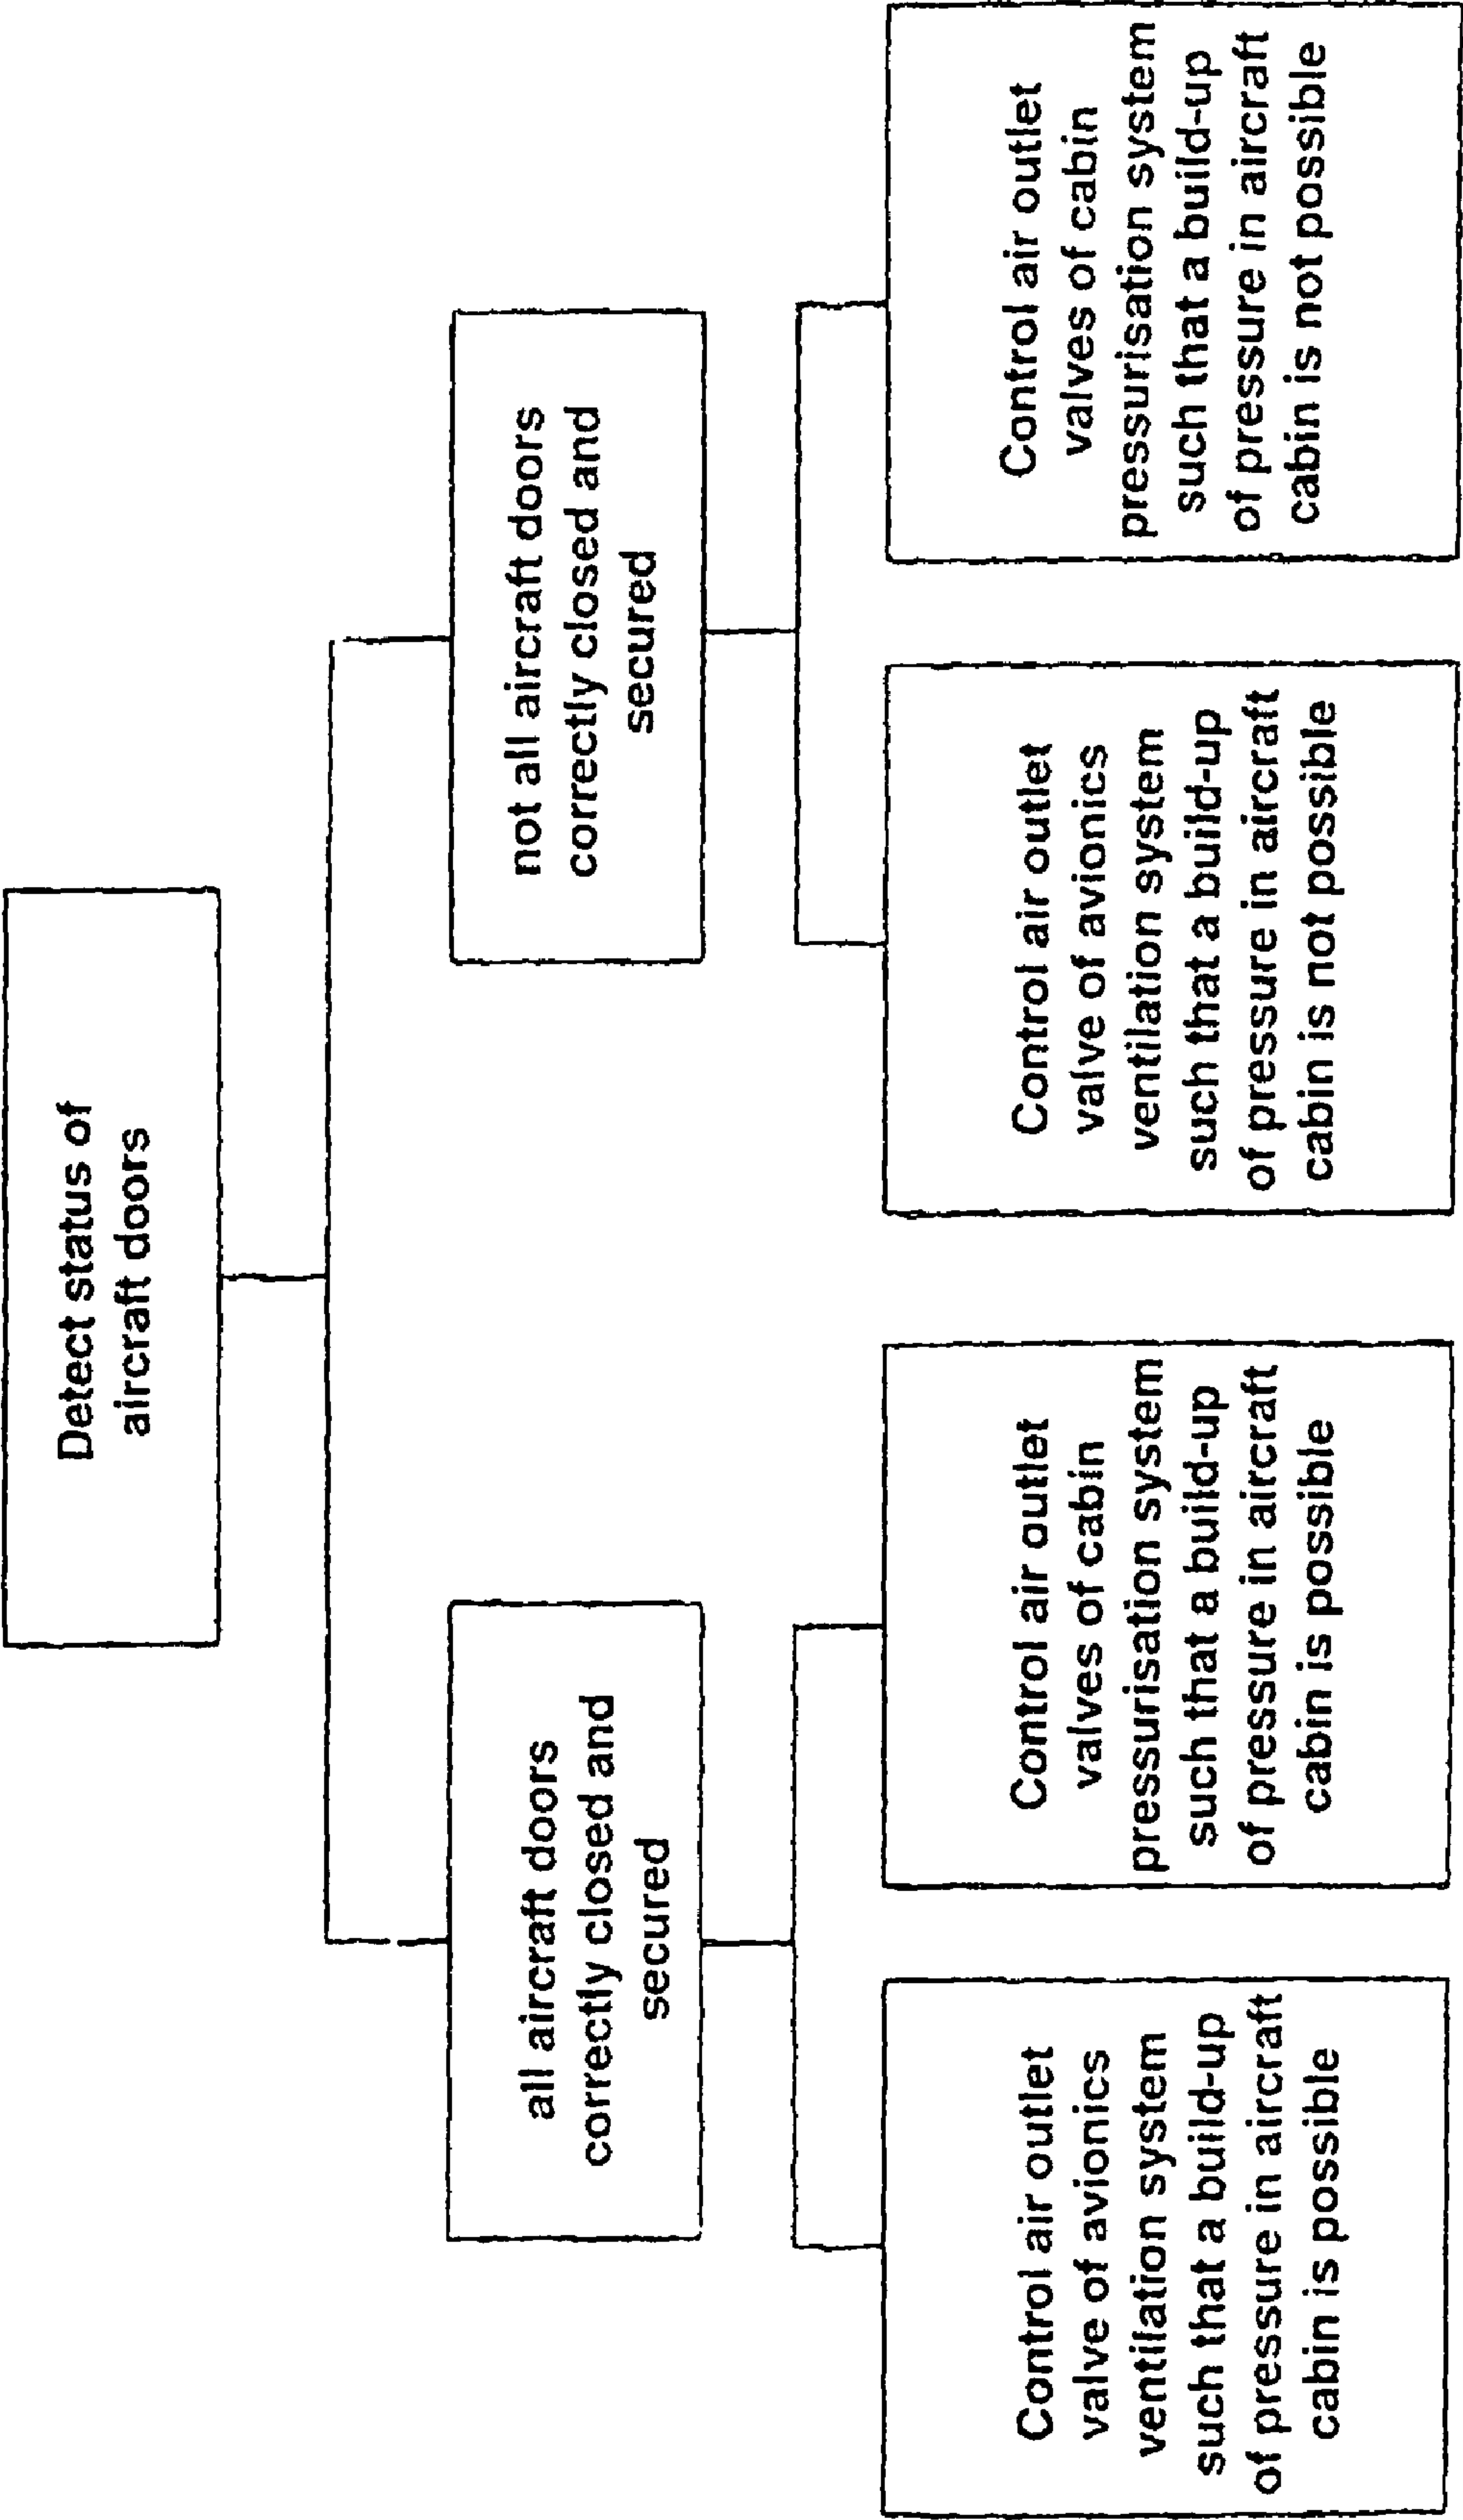 Detect status of
aircraft doors
all aircraft doors
correctly closed and
secured
not all aircraft doors
correctly closed and
secured
Control air outlet
valve of avionics
ventilation system
such that a build-up
of pressure in aircraft
cabin is possible
Control air outlet
valves of cabin
pressurisation system
such that a build-up
of pressure in aircraft
cabin is possible
Control air outlet
valve of avionics
ventilation system
such that a build-up
of pressure in aircraft
cabin is not possible
Control air outlet
valves of cabin
pressurisation system
such that a build-up
of pressure in aircraft
cabin is not possible